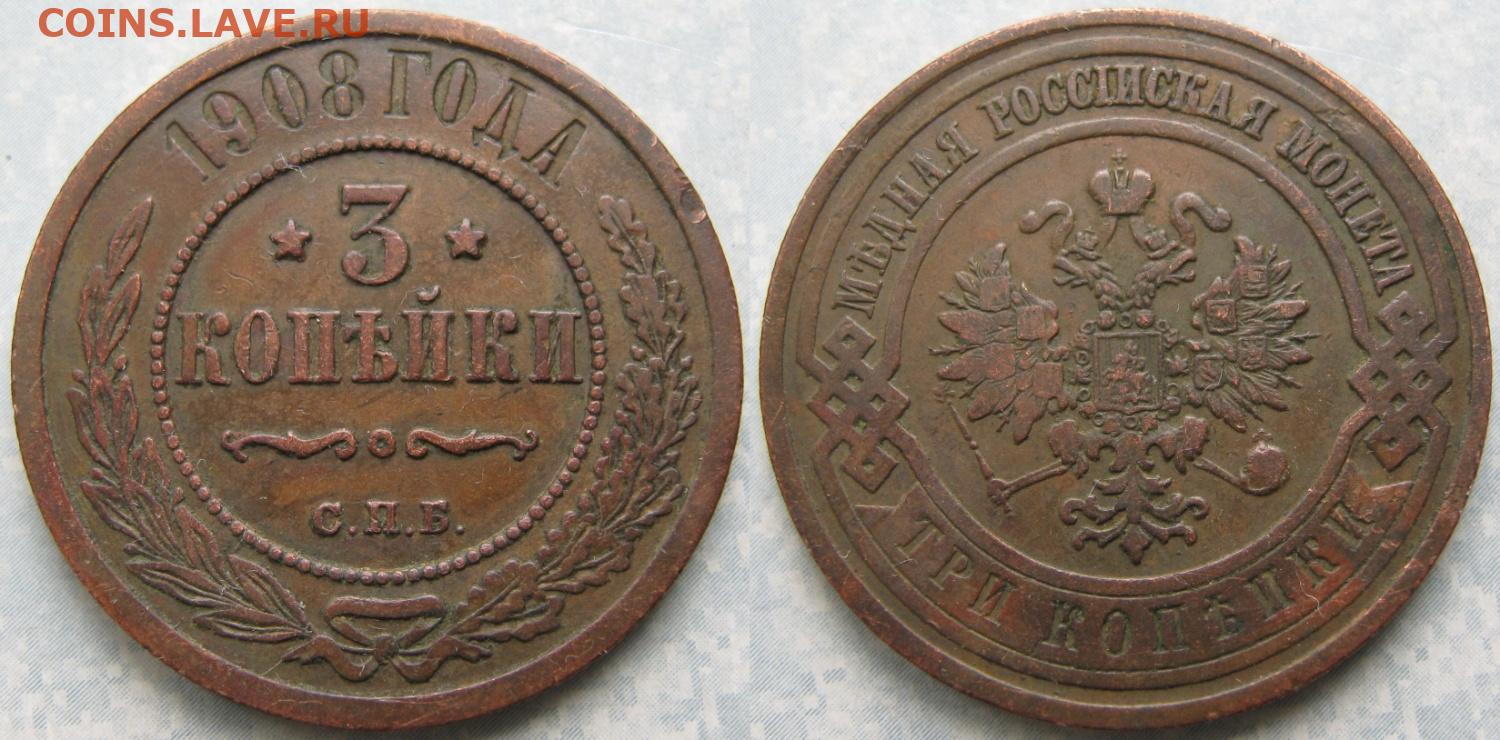 COINS.LAVE.RU
1908 ГОДА
3
КОПѢЙКИ
С.П.Б.
МѢДНАЯ РОССІЙСКАЯ МОНЕТА
ТРИ КОПѢЙКИ